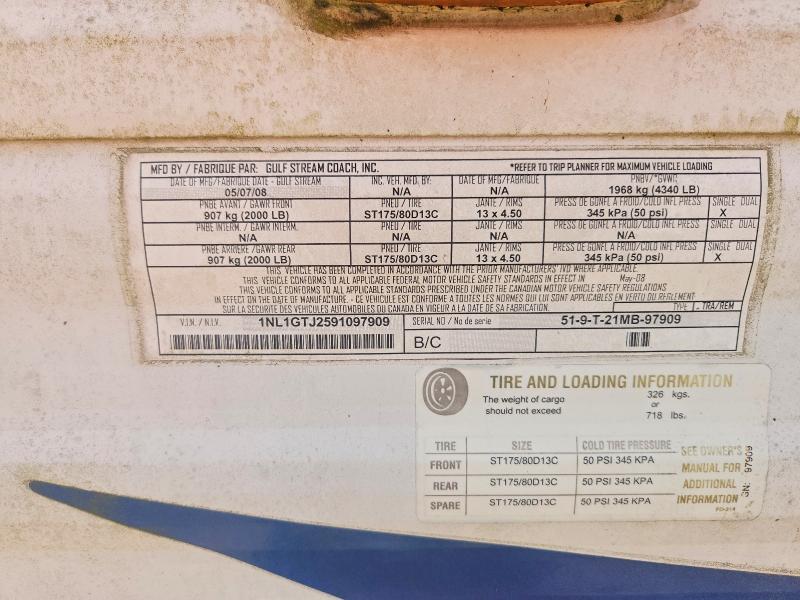 MFD BY / FABRIQUE PAR: GULF STREAM COACH, INC. *REFER TO TRIP PLANNER FOR MAXIMUM VEHICLE LOADING
DATE OF MFG/FABRIQUE DATE - GULF STREAM INC. VEH. MFG. BY: DATE OF MFG/FABRIQUE PNBV/*GVWR
05/07/08 N/A N/A 1968 kg (4340 LB)
PNBE AVANT / GAWR FRONT PNEU / TIRE JANTE / RIMS PRESS DE GONFL A FROID/COLD INFL PRESS SINGLE DUAL
907 kg (2000 LB) ST175/80D13C 13 x 4.50 345 kPa (50 psi) X
PNBE INTERM. / GAWR INTERM. PNEU / TIRE JANTE / RIMS PRESS DE GONFL A FROID/COLD INFL PRESS SINGLE DUAL
N/A N/A N/A N/A
PNBE ARRIERE / GAWR REAR PNEU / TIRE JANTE / RIMS PRESS DE GONFL A FROID/COLD INFL PRESS SINGLE DUAL
907 kg (2000 LB) ST175/80D13C 13 x 4.50 345 kPa (50 psi) X
THIS VEHICLE HAS BEEN COMPLETED IN ACCORDANCE WITH THE PRIOR MANUFACTURERS' IVD WHERE APPLICABLE.
THIS VEHICLE CONFORMS TO ALL APPLICABLE FEDERAL MOTOR VEHICLE SAFETY STANDARDS IN EFFECT IN May-08
THIS VEHICLE CONFORMS TO ALL APPLICABLE STANDARDS PRESCRIBED UNDER THE CANADIAN MOTOR VEHICLE SAFETY REGULATIONS
IN EFFECT ON THE DATE OF MANUFACTURE. - CE VEHICULE EST CONFORME A TOUTES LES NORMES QUI LUI SONT APPLICABLES EN VERTU DU REGLEMENT
SUR LA SECURITE DES VEHICULES AUTOMOBILES DU CANADA EN VIGEUR A LA DATE DE SA FABRICATION. TYPE - TRA/REM
V.I.N. / N.I.V. 1NL1GTJ2591097909 SERIAL NO / No de serie 51-9-T-21MB-97909
B/C
TIRE AND LOADING INFORMATION
The weight of cargo should not exceed 326 kgs. or 718 lbs.
TIRE SIZE COLD TIRE PRESSURE
FRONT ST175/80D13C 50 PSI 345 KPA
REAR ST175/80D13C 50 PSI 345 KPA
SPARE ST175/80D13C 50 PSI 345 KPA
SEE OWNER'S
MANUAL FOR
ADDITIONAL
INFORMATION
SN: 97909